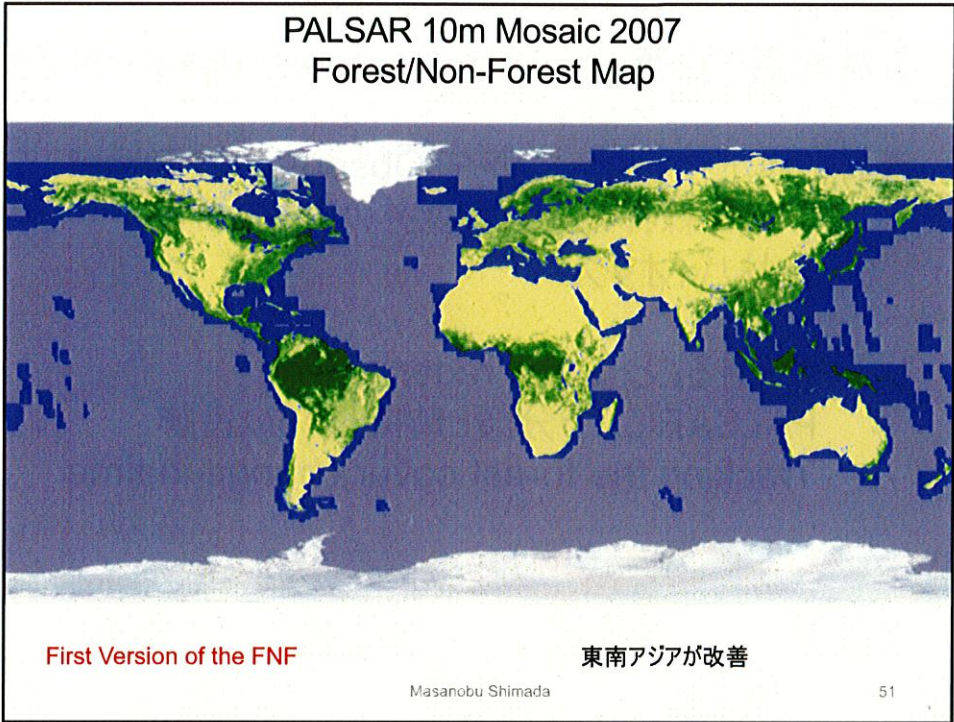 PALSAR 10m Mosaic 2007
Forest/Non-Forest Map
First Version of the FNF
東南アジアが改善
Masanobu Shimada
51